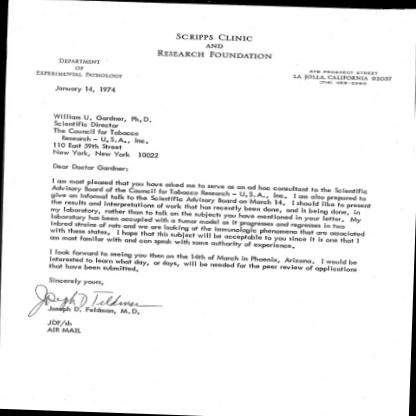 SCRIPPS CLINIC
AND
RESEARCH FOUNDATION
DEPARTMENT
OF
EXPERIMENTAL PATHOLOGY
476 PROSPECT STREET
LA JOLLA, CALIFORNIA 92037
January 14, 1974
William U. Gardner, Ph.D.
Scientific Director
The Council for Tobacco
Research - U.S.A., Inc.
110 East 59th Street
New York, New York 10022
Dear Doctor Gardner:
I am most pleased that you have asked me to serve as an ad hoc consultant to the Scientific
Advisory Board of the Council for Tobacco Research - U.S.A., Inc. I am also prepared to
give an informal talk to the Scientific Advisory Board on March 14. I should like to present
the results and interpretations of work that has recently been done, and is being done, in
my laboratory, rather than to talk on the subjects you have mentioned in your letter. My
laboratory has been occupied with a tumor model as it progresses and regresses in two
inbred strains of rats and we are looking at the immunologic phenomena that are associated
with these states. I hope that this subject will be acceptable to you since it is one that I
am most familiar with and can speak with some authority of experience.
I look forward to seeing you then on the 14th of March in Phoenix, Arizona. I would be
interested to learn what day, or days, will be needed for the peer review of applications
that have been submitted.
Sincerely yours,
Joseph D. Feldman
Joseph D. Feldman, M.D.
JDF/sh
AIR MAIL